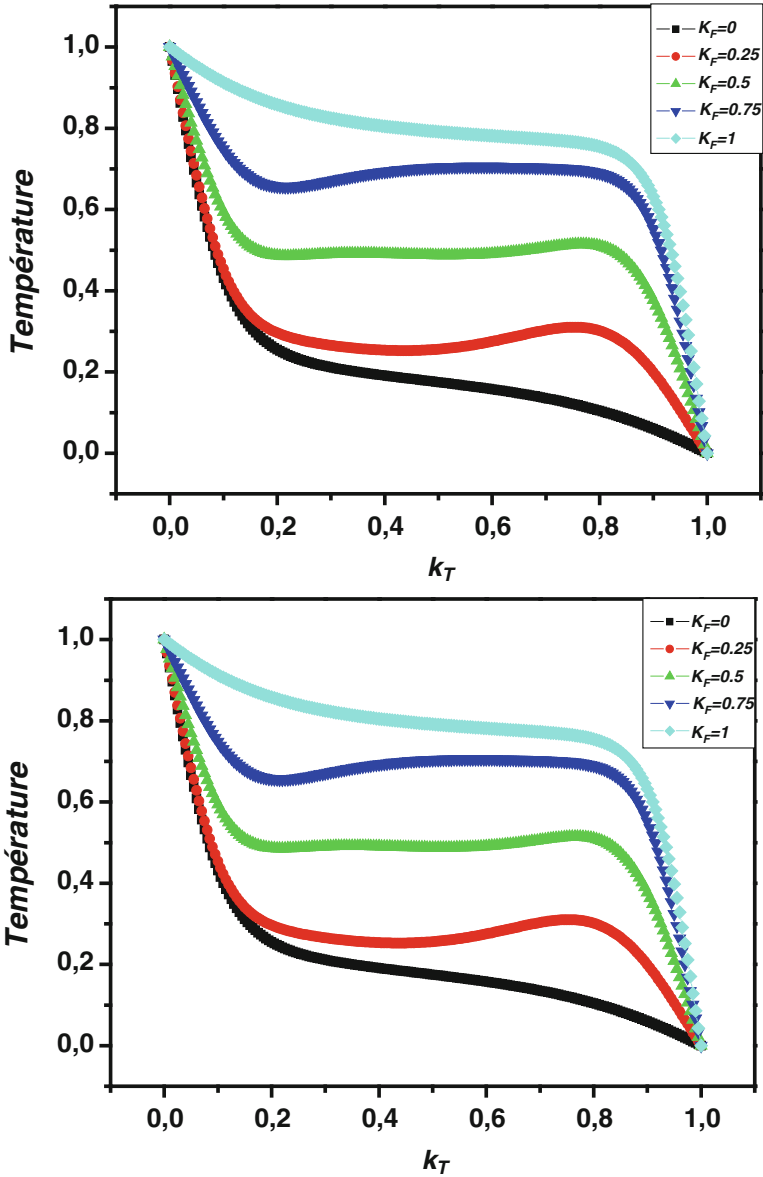 K_F=0
K_F=0.25
K_F=0.5
K_F=0.75
K_F=1
Température
1,0
0,8
0,6
0,4
0,2
0,0
0,0 0,2 0,4 0,6 0,8 1,0
k_T
K_F=0
K_F=0.25
K_F=0.5
K_F=0.75
K_F=1
Température
1,0
0,8
0,6
0,4
0,2
0,0
0,0 0,2 0,4 0,6 0,8 1,0
k_T